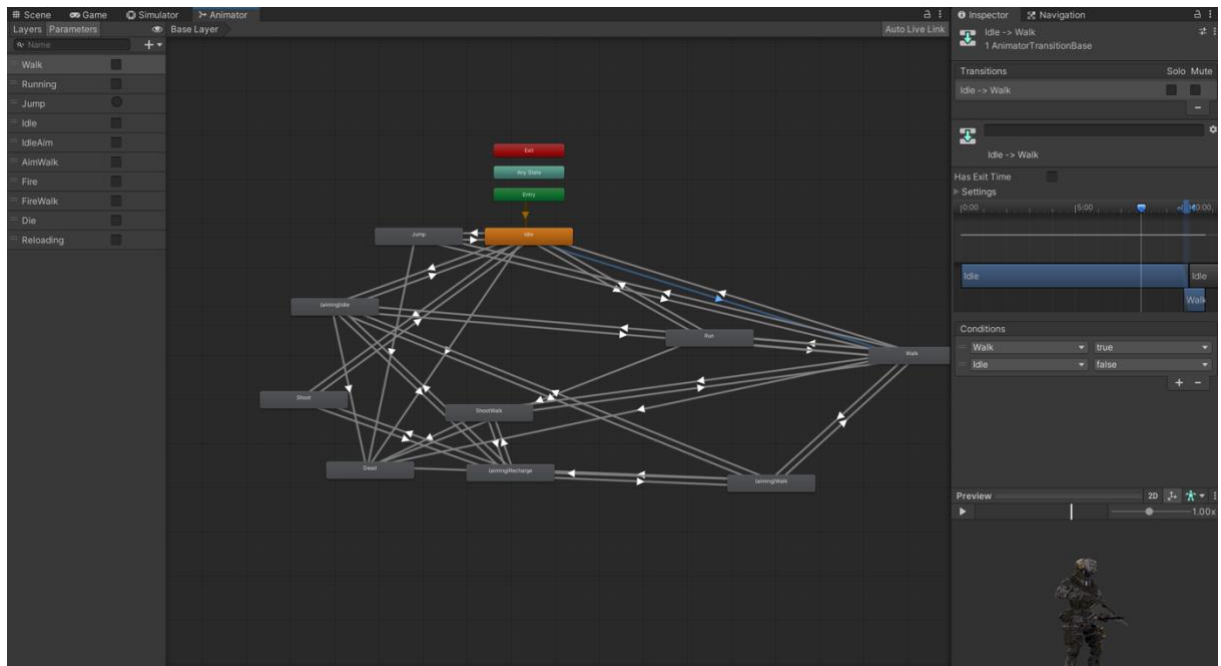 Scene Game Simulator Animator
Inspector Navigation
Layers Parameters
Base Layer
Auto Live Link
Name
Walk
Running
Jump
Idle
IdleAim
AimWalk
Fire
FireWalk
Die
Reloading
Exit
Any State
Entry
Jump
Idle
Run
Walk
Shoot
ShootWalk
Dead
Idle -> Walk
1 AnimatorTransitionBase
Transitions Solo Mute
Idle -> Walk
Idle -> Walk
Has Exit Time
Settings
0:00 5:00
Idle Idle
Walk
Conditions
Walk true
Idle false
Preview 2D
1.00x